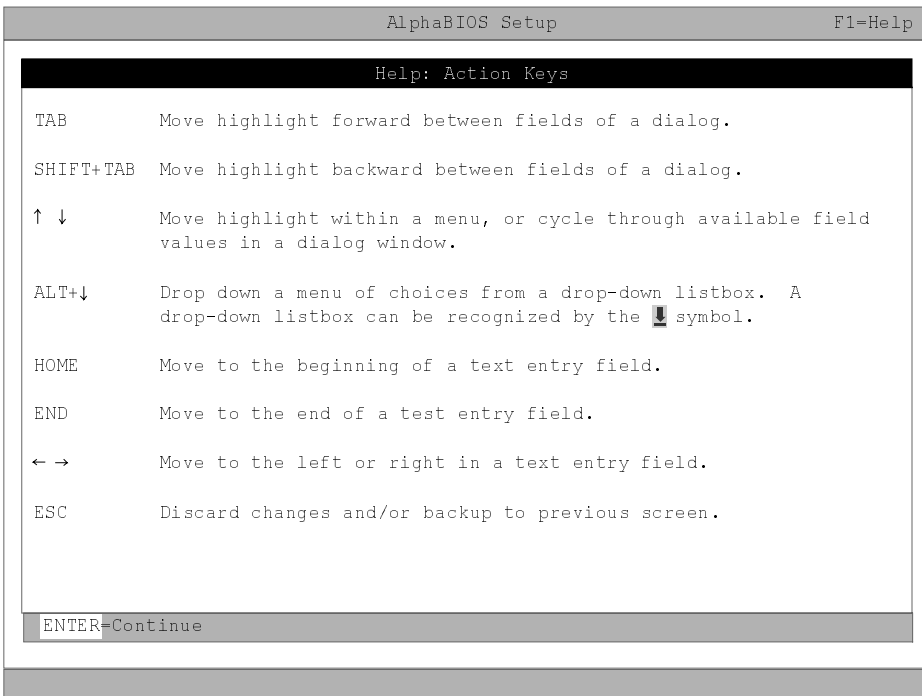 AlphaBIOS Setup F1=Help
Help: Action Keys
TAB Move highlight forward between fields of a dialog.
SHIFT+TAB Move highlight backward between fields of a dialog.
↑ ↓ Move highlight within a menu, or cycle through available field
values in a dialog window.
ALT+↓ Drop down a menu of choices from a drop-down listbox. A
drop-down listbox can be recognized by the ⬇ symbol.
HOME Move to the beginning of a text entry field.
END Move to the end of a test entry field.
← → Move to the left or right in a text entry field.
ESC Discard changes and/or backup to previous screen.
ENTER=Continue